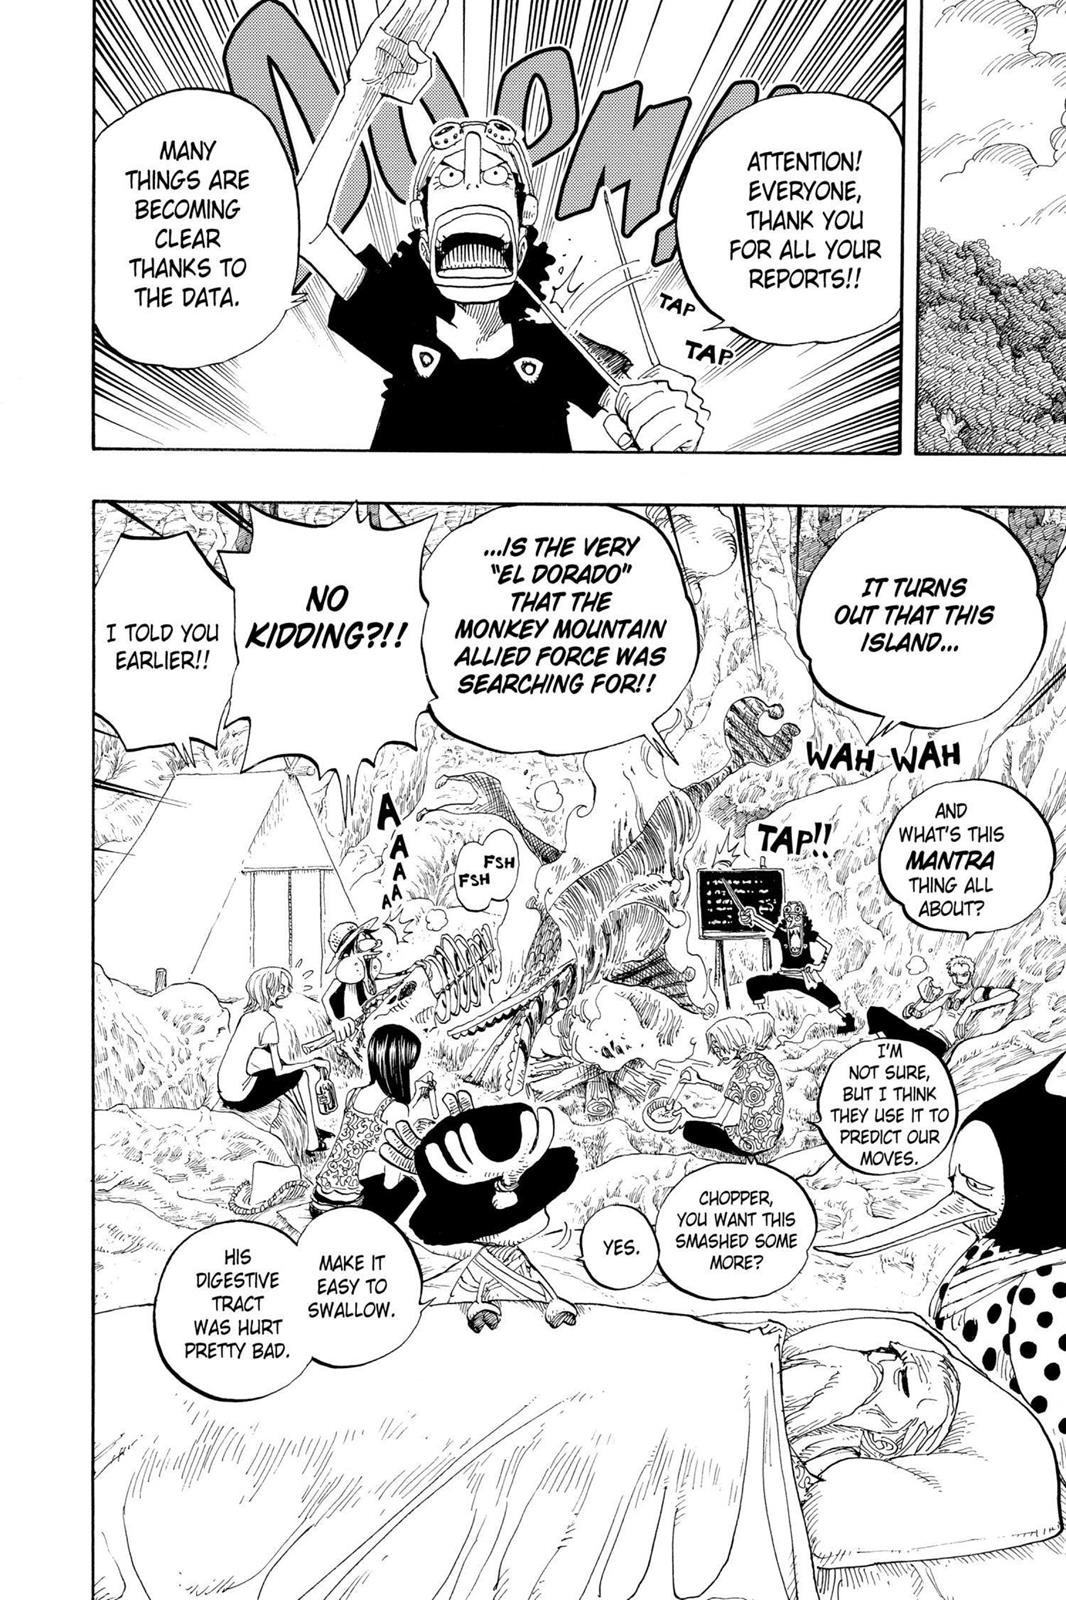 ATTENTION!
EVERYONE,
THANK YOU
FOR ALL YOUR
REPORTS!!
TAP
TAP
MANY
THINGS ARE
BECOMING
CLEAR
THANKS TO
THE DATA.
IT TURNS
OUT THAT THIS
ISLAND...
...IS THE VERY
"EL DORADO"
THAT THE
MONKEY MOUNTAIN
ALLIED FORCE WAS
SEARCHING FOR!!
NO
KIDDING?!!
I TOLD YOU
EARLIER!!
WAH WAH
TAP!!
AAAAA
FSH
FSH
AND
WHAT'S THIS
MANTRA
THING ALL
ABOUT?
I'M
NOT SURE,
BUT I THINK
THEY USE IT TO
PREDICT OUR
MOVES.
CHOPPER,
YOU WANT THIS
SMASHED SOME
MORE?
YES.
MAKE IT
EASY TO
SWALLOW.
HIS
DIGESTIVE
TRACT
WAS HURT
PRETTY BAD.